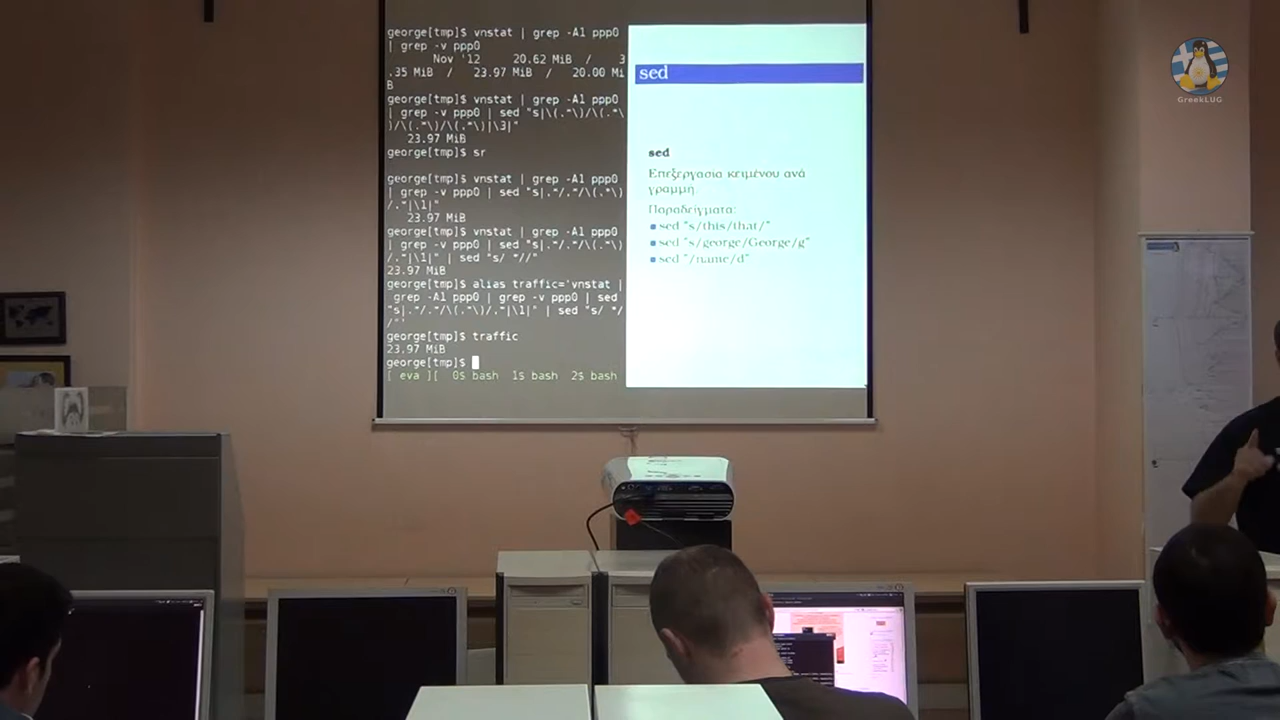 george[tmp]$ vnstat | grep -A1 ppp0
| grep -v ppp0
Nov '12 20.62 MiB / 3
.35 MiB / 23.97 MiB / 20.00 Mi
B
george[tmp]$ vnstat | grep -A1 ppp0
| grep -v ppp0 | sed "s|\(.*\)/\(.*\
)/\(.*\)/\(.*\)|\3|"
23.97 MiB
george[tmp]$ sr
george[tmp]$ vnstat | grep -A1 ppp0
| grep -v ppp0 | sed "s|.*/.*/\(.*\)
/.*|\1|"
23.97 MiB
george[tmp]$ vnstat | grep -A1 ppp0
| grep -v ppp0 | sed "s|.*/.*/\(.*\)
/.*|\1|" | sed "s/ *//"
23.97 MiB
george[tmp]$ alias traffic='vnstat |
grep -A1 ppp0 | grep -v ppp0 | sed
"s|.*/.*/\(.*\)/.*|\1|" | sed "s/ */
/"'
george[tmp]$ traffic
23.97 MiB
george[tmp]$
[ eva ][ 0$ bash 1$ bash 2$ bash
sed
sed
Επεξεργασια κειμένου ανά
γραμμή.
Παραδείγματα:
sed "s/this/that/"
sed "s/george/George/g"
sed "/name/d"
GreekLUG